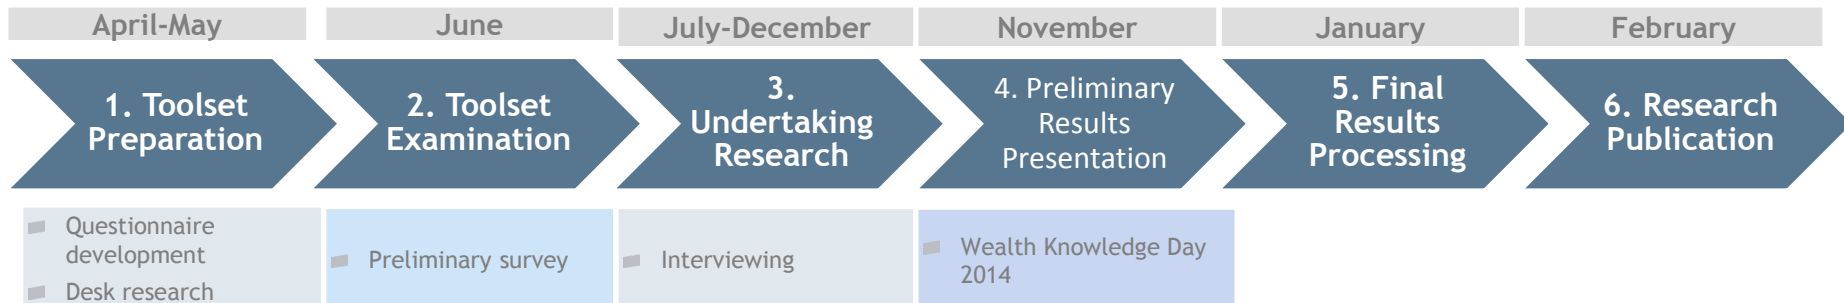 April-May
June
July-December
November
January
February
1. Toolset
Preparation
2. Toolset
Examination
3.
Undertaking
Research
4. Preliminary
Results
Presentation
5. Final
Results
Processing
6. Research
Publication
Questionnaire
development
Desk research
Preliminary survey
Interviewing
Wealth Knowledge Day
2014